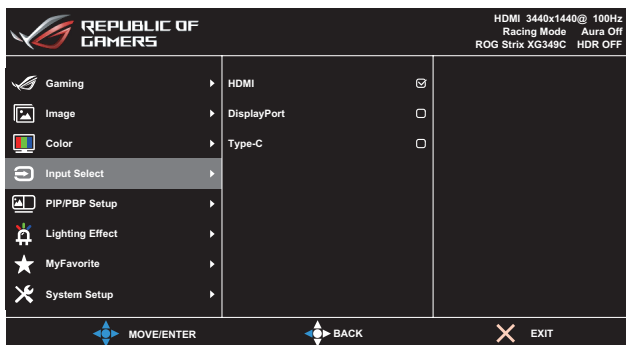 REPUBLIC OF
GAMERS
HDMI 3440x1440@ 100Hz
Racing Mode Aura Off
ROG Strix XG349C HDR OFF
Gaming
Image
Color
Input Select
PIP/PBP Setup
Lighting Effect
MyFavorite
System Setup
HDMI
DisplayPort
Type-C
MOVE/ENTER
BACK
EXIT